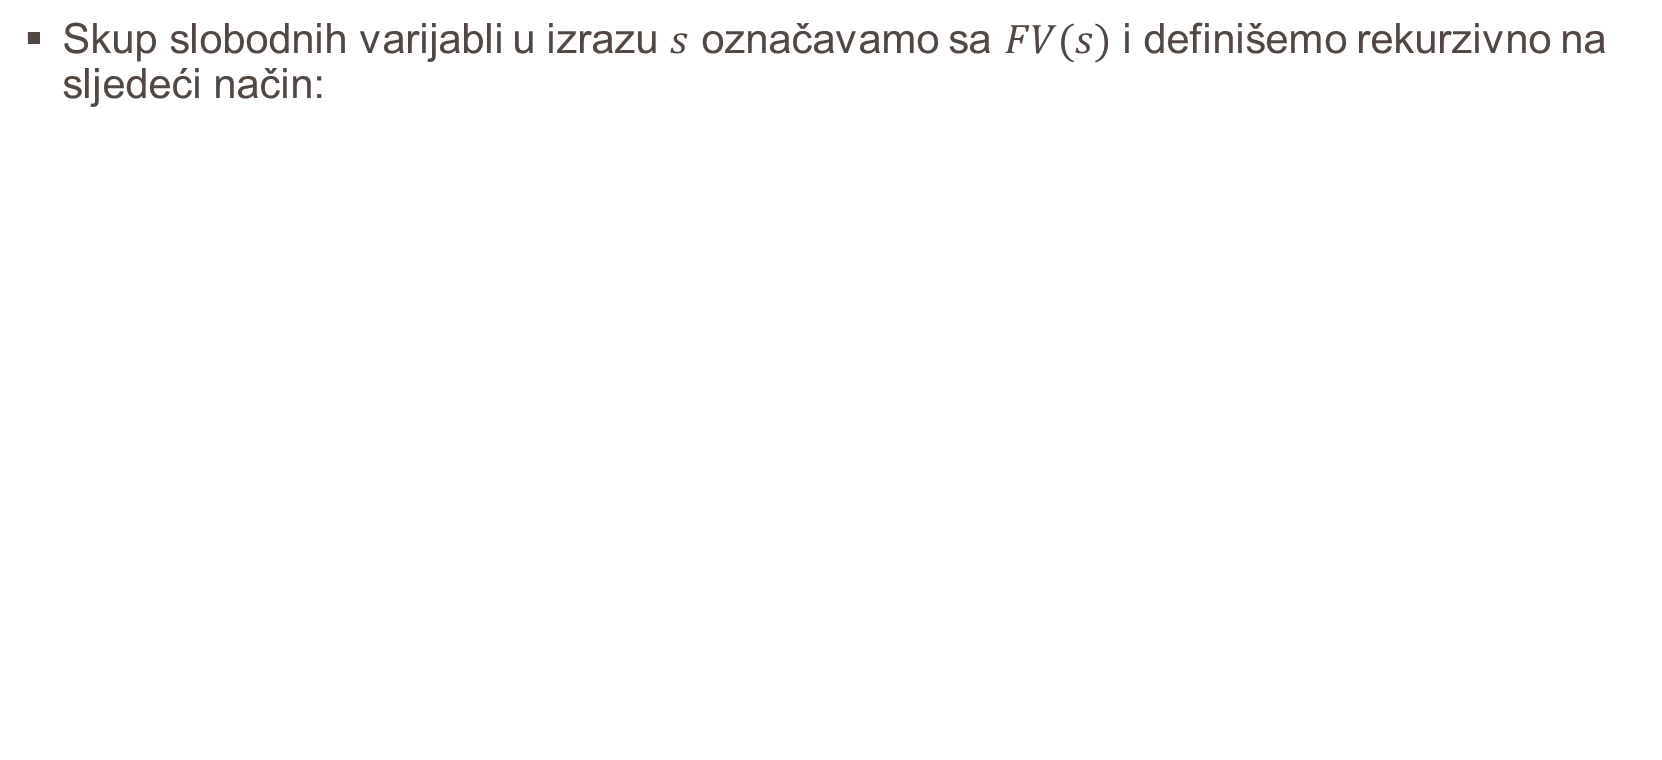 ▪ Skup slobodnih varijabli u izrazu s označavamo sa FV(s) i definišemo rekurzivno na
sljedeći način: